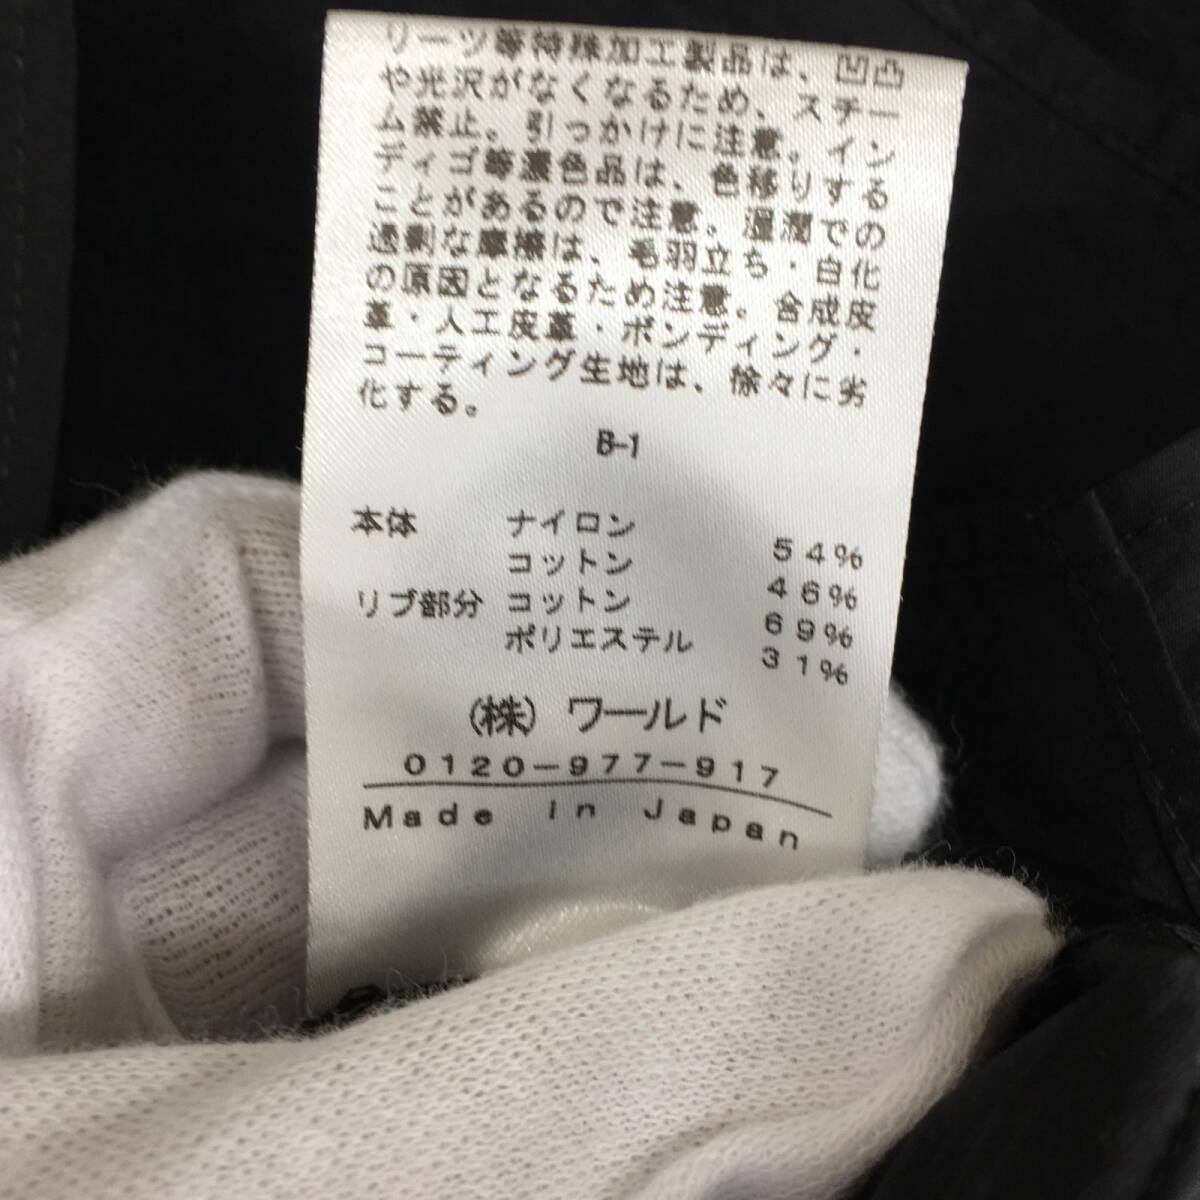 リーツ等特殊加工製品は、凹凸
や光沢がなくなるため、スチー
ム禁止。引っかけに注意。イン
ディゴ等濃色品は、色移りする
ことがあるので注意。湿潤での
過剰な摩擦は、毛羽立ち・白化
の原因となるため注意。合成皮
革・人工皮革・ボンディング・
コーティング生地は、徐々に劣
化する。
B-1
本体 ナイロン 54%
コットン 46%
リブ部分 コットン 69%
ポリエステル 31%
(株) ワールド
0120-977-917
Made in Japan